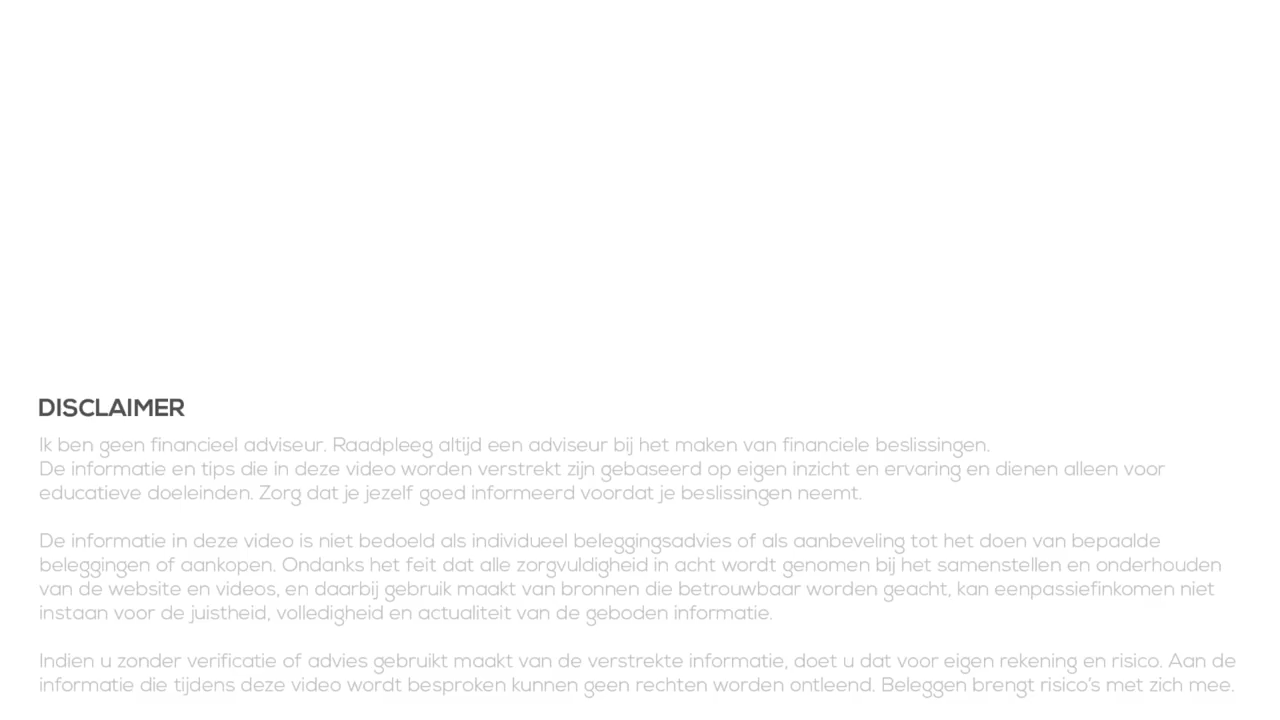 DISCLAIMER
Ik ben geen financieel adviseur. Raadpleeg altijd een adviseur bij het maken van financiele beslissingen.
De informatie en tips die in deze video worden verstrekt zijn gebaseerd op eigen inzicht en ervaring en dienen alleen voor
educatieve doeleinden. Zorg dat je jezelf goed informeerd voordat je beslissingen neemt.
De informatie in deze video is niet bedoeld als individueel beleggingsadvies of als aanbeveling tot het doen van bepaalde
beleggingen of aankopen. Ondanks het feit dat alle zorgvuldigheid in acht wordt genomen bij het samenstellen en onderhouden
van de website en videos, en daarbij gebruik maakt van bronnen die betrouwbaar worden geacht, kan eenpassiefinkomen niet
instaan voor de juistheid, volledigheid en actualiteit van de geboden informatie.
Indien u zonder verificatie of advies gebruikt maakt van de verstrekte informatie, doet u dat voor eigen rekening en risico. Aan de
informatie die tijdens deze video wordt besproken kunnen geen rechten worden ontleend. Beleggen brengt risico's met zich mee.